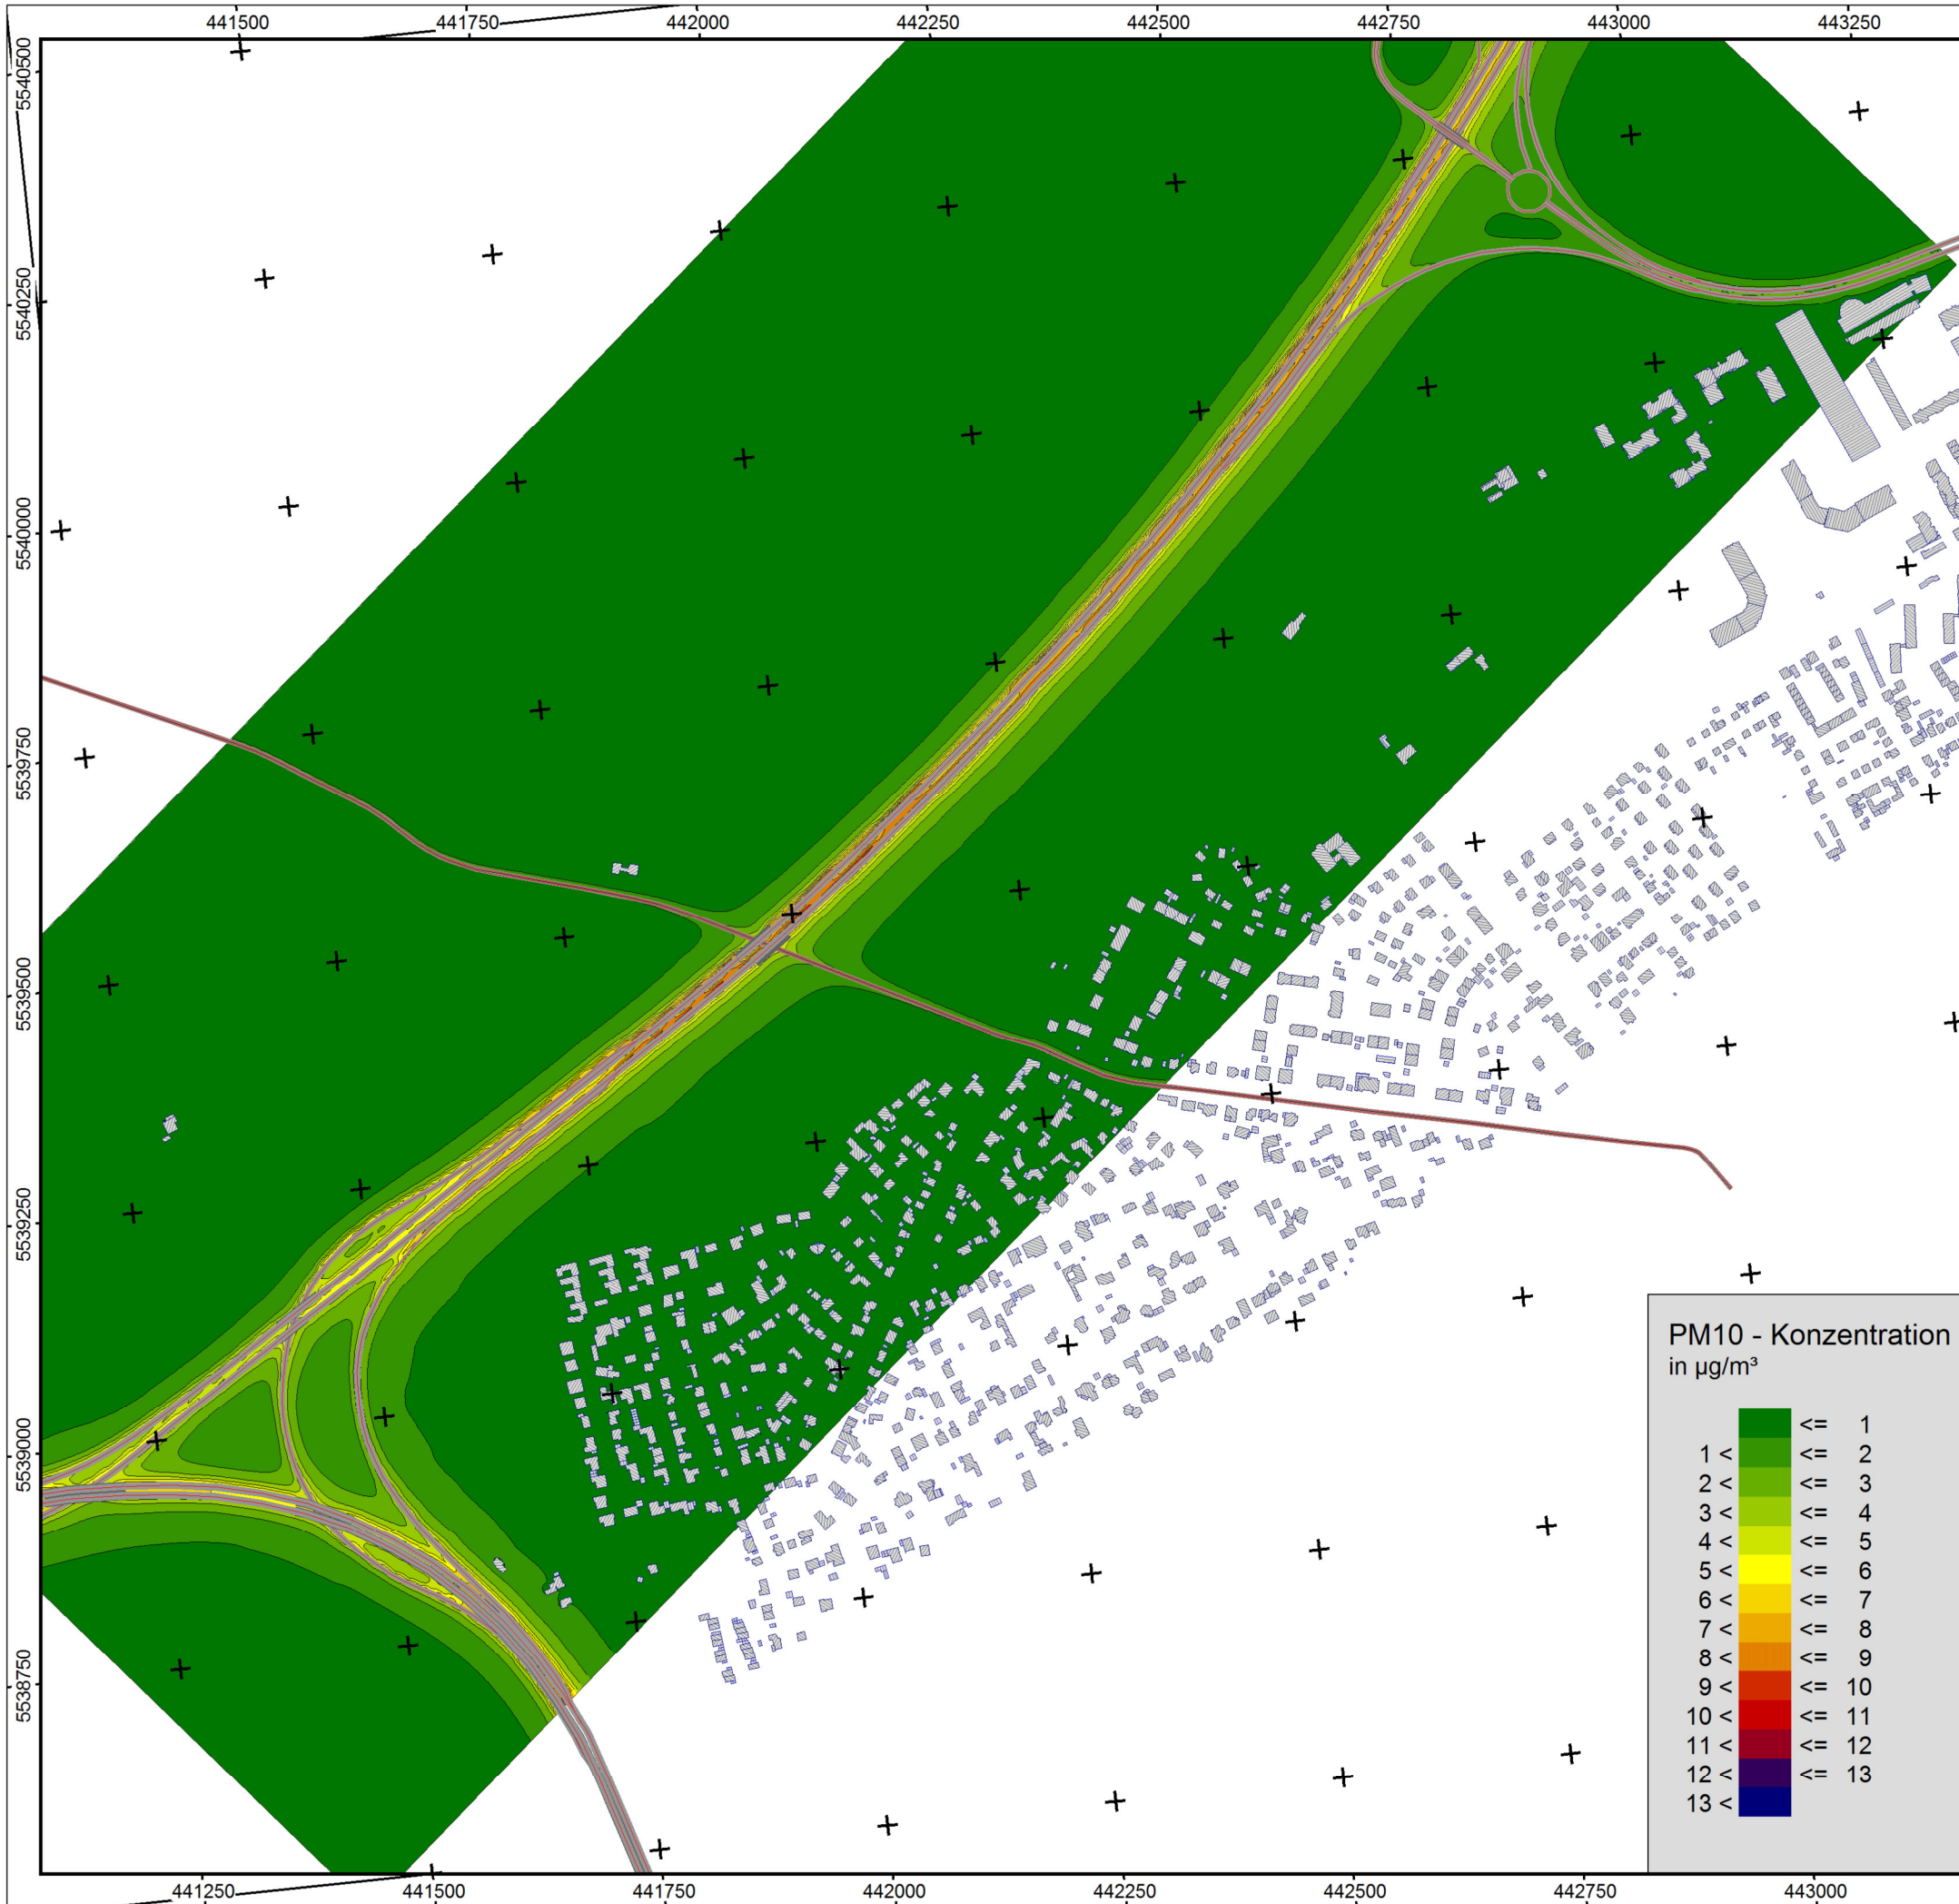 441500 441750 442000 442250 442500 442750 443000 443250
5540500
5540250
5540000
5539750
5539500
5539250
5539000
5538750
PM10 - Konzentration
in µg/m³
<= 1
1 < <= 2
2 < <= 3
3 < <= 4
4 < <= 5
5 < <= 6
6 < <= 7
7 < <= 8
8 < <= 9
9 < <= 10
10 < <= 11
11 < <= 12
12 < <= 13
13 <
441250 441500 441750 442000 442250 442500 442750 443000